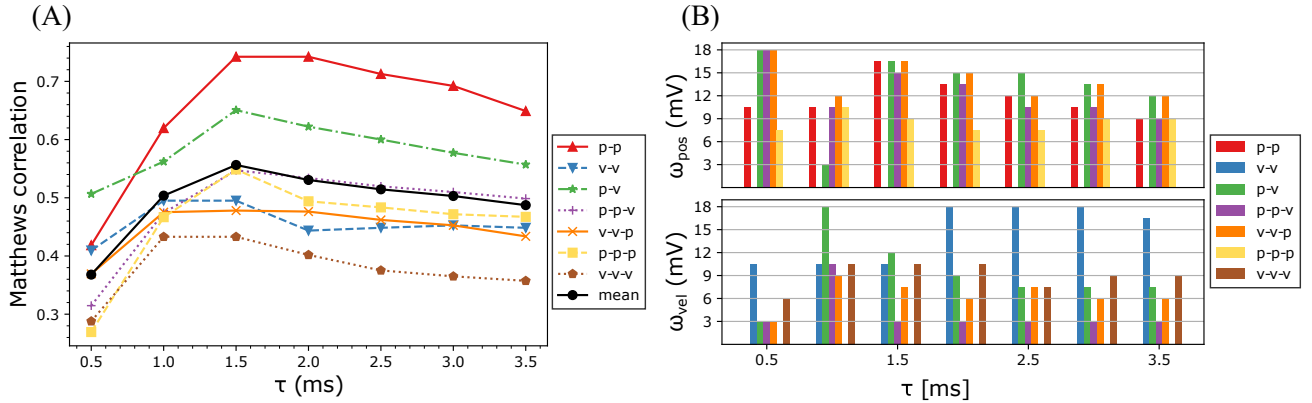 (A)
(B)
Matthews correlation
0.7
0.6
0.5
0.4
0.3
0.5 1.0 1.5 2.0 2.5 3.0 3.5
τ (ms)
p-p
v-v
p-v
p-p-v
v-v-p
p-p-p
v-v-v
mean
ω_pos (mV)
18
15
12
9
6
3
ω_vel (mV)
18
15
12
9
6
3
0.5 1.5 2.5 3.5
τ [ms]
p-p
v-v
p-v
p-p-v
v-v-p
p-p-p
v-v-v